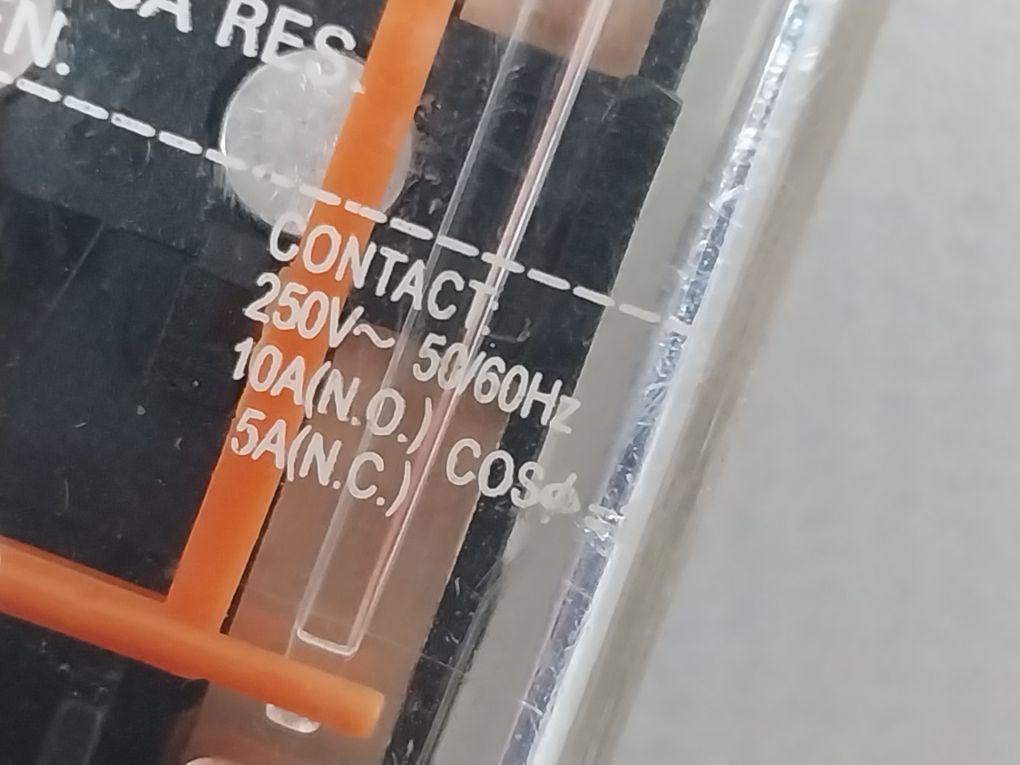 A RES.
N.
CONTACT:
250V~ 50/60Hz
10A(N.O.)
5A(N.C.) COSϕ